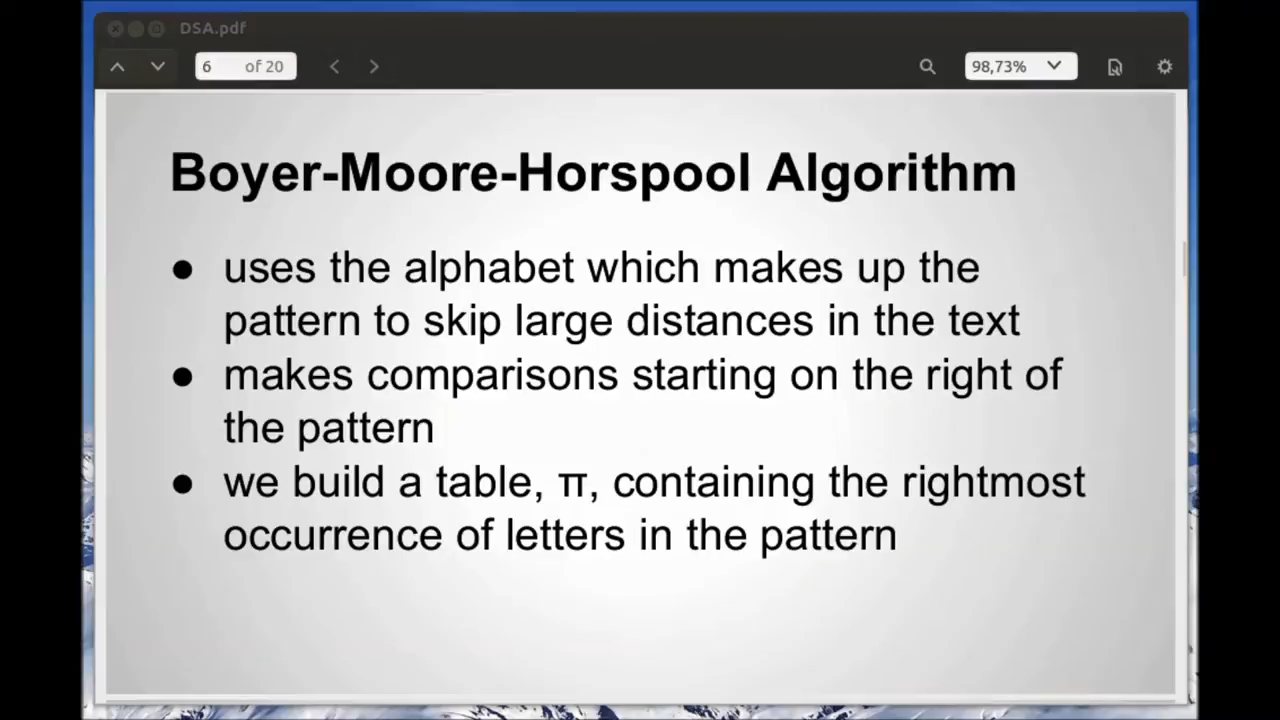 DSA.pdf
6 of 20
98,73%
Boyer-Moore-Horspool Algorithm
● uses the alphabet which makes up the
pattern to skip large distances in the text
● makes comparisons starting on the right of
the pattern
● we build a table, π, containing the rightmost
occurrence of letters in the pattern